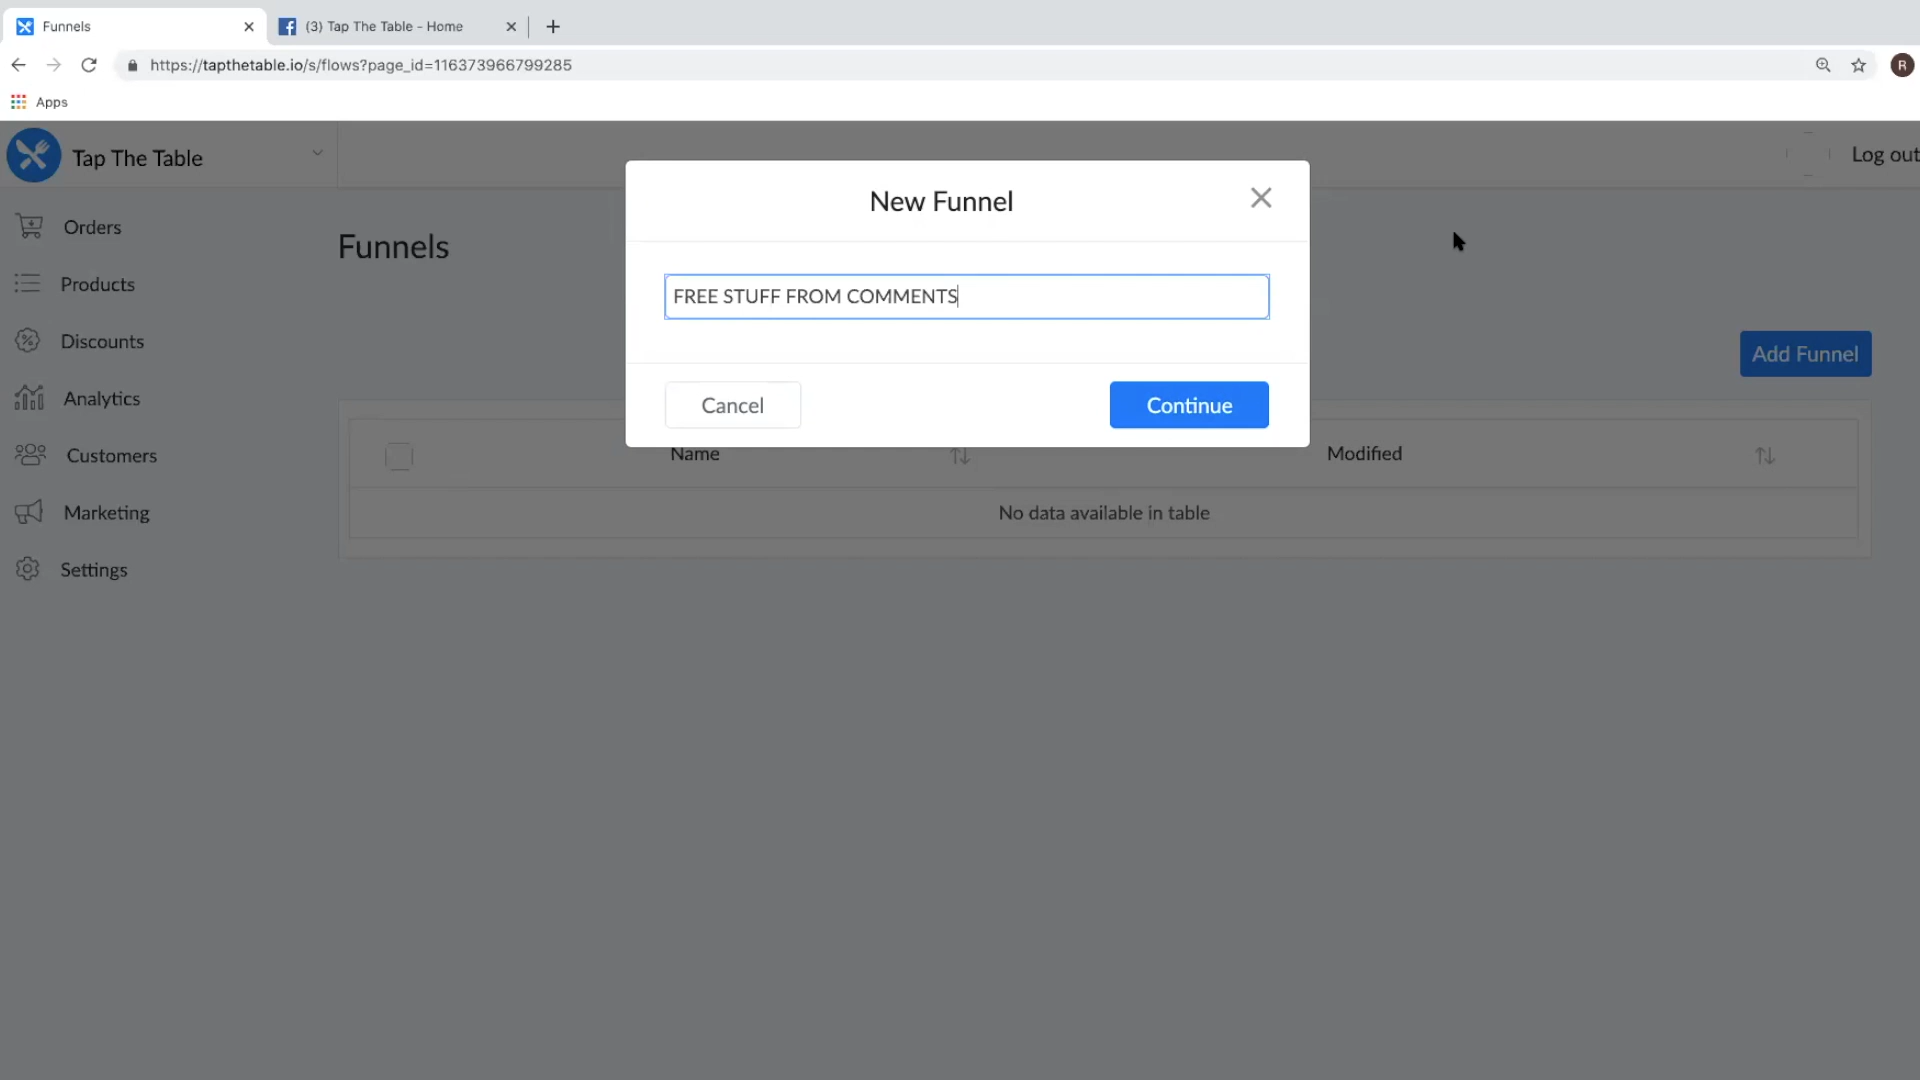 Funnels
(3) Tap The Table - Home
https://tapthetable.io/s/flows?page_id=116373966799285
R
Apps
Tap The Table
Log out
New Funnel
Orders
Funnels
Products
FREE STUFF FROM COMMENTS
Discounts
Add Funnel
Analytics
Cancel
Continue
Customers
Name
Modified
Marketing
No data available in table
Settings